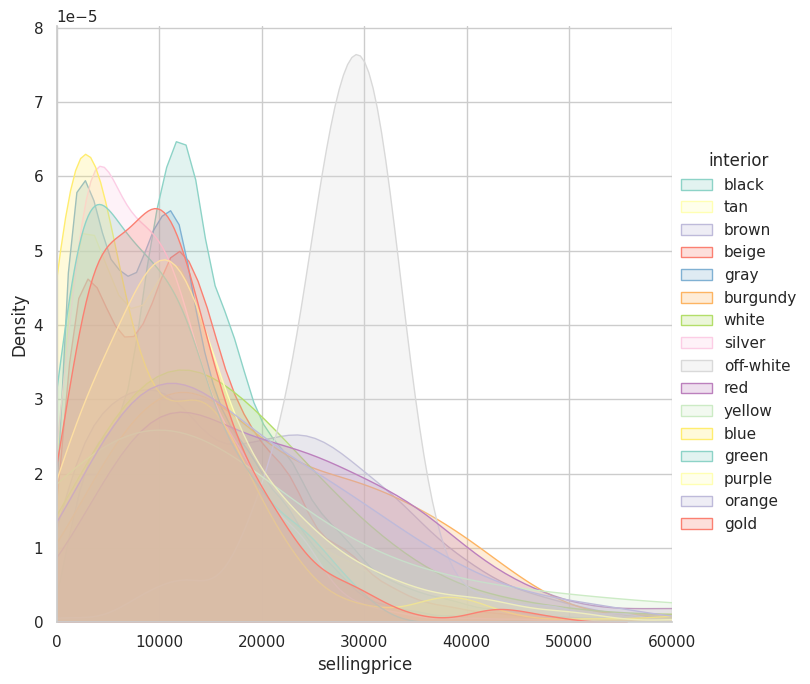 1e−5
8
7
6
5
4
3
2
1
0
Density
0 10000 20000 30000 40000 50000 60000
sellingprice
interior
black
tan
brown
beige
gray
burgundy
white
silver
off-white
red
yellow
blue
green
purple
orange
gold